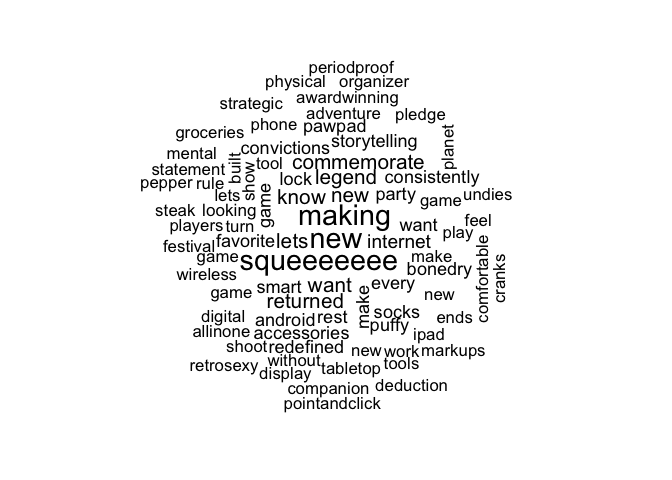 periodproof
physical organizer
strategic awardwinning
adventure pledge
groceries phone pawpad planet
convictions storytelling
mental built show tool commemorate
statement lock legend consistently
pepper rule
lets game know new party game undies
steak looking making
players turn want play feel
festival favorite lets new internet
game squeeeeeee make comfortable cranks
wireless bonedry
game smart want every new
returned make
digital android rest socks ends
allinone accessories puffy ipad
shoot redefined new work markups
retrosexy without tabletop tools
display
companion deduction
pointandclick